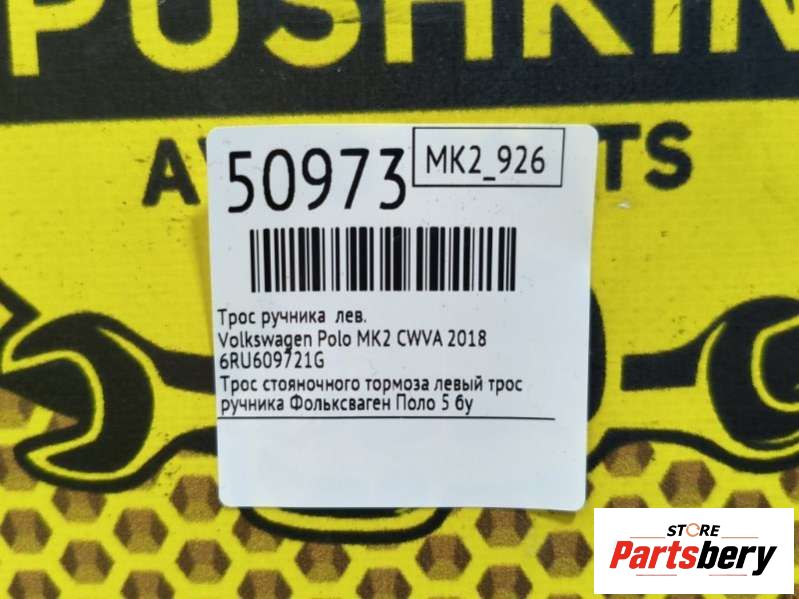 PUSHKIN
50973
MK2_926
Трос ручника лев.
Volkswagen Polo MK2 CWVA 2018
6RU609721G
Трос стояночного тормоза левый трос
ручника Фольксваген Поло 5 бу
STORE
Partsbery